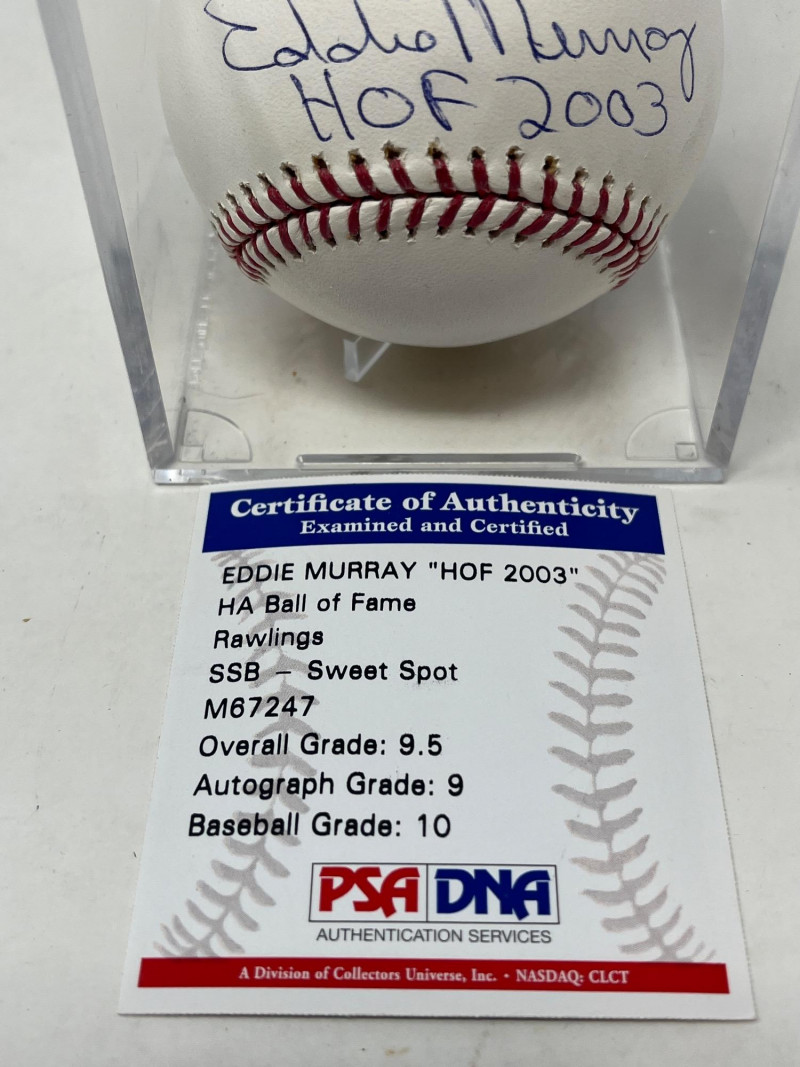 Eddie Murray
HOF 2003
Certificate of Authenticity
Examined and Certified
EDDIE MURRAY "HOF 2003"
HA Ball of Fame
Rawlings
SSB – Sweet Spot
M67247
Overall Grade: 9.5
Autograph Grade: 9
Baseball Grade: 10
PSA DNA
AUTHENTICATION SERVICES
A Division of Collectors Universe, Inc. • NASDAQ: CLCT